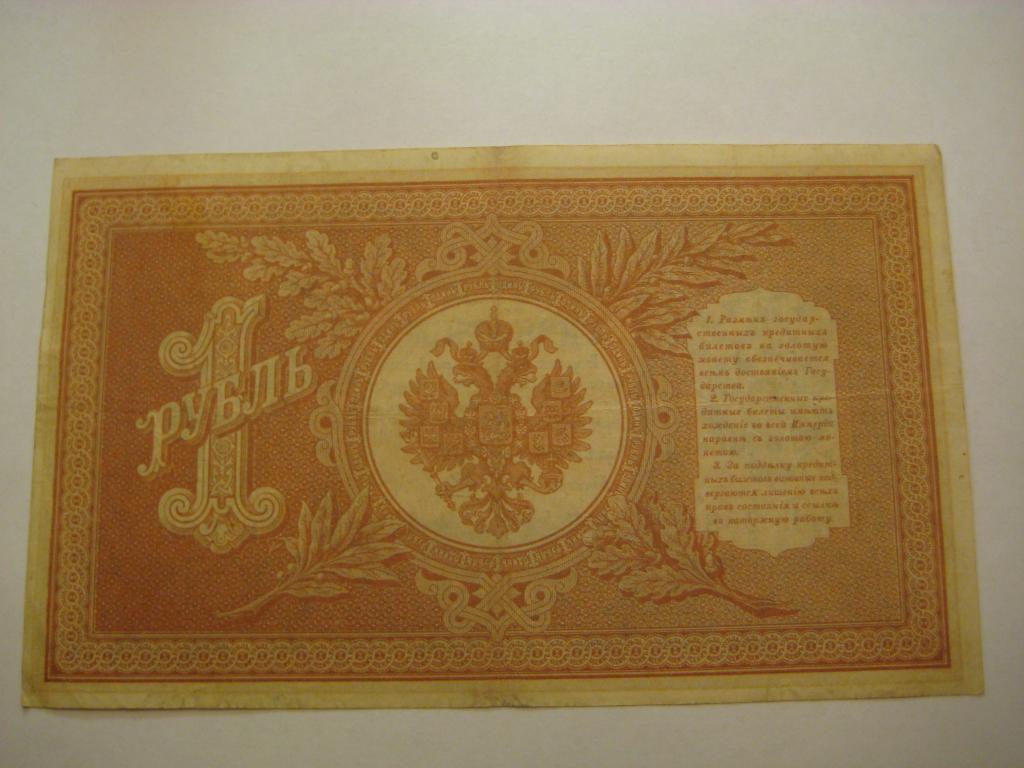 1
РУБЛЬ
1. Размѣнъ государ-
ственныхъ кредитныхъ
билетовъ на золотую
монету обезпечивается
всѣмъ достояніемъ Госу-
дарства.
2. Государственные кре-
дитные билеты имѣютъ
хожденіе во всей Имперіи
наравнѣ съ золотою мо-
нетою.
3. За поддѣлку кредит-
ныхъ билетовъ виновные под-
вергаются лишенію всѣхъ
правъ состоянія и ссылкѣ
въ каторжную работу.